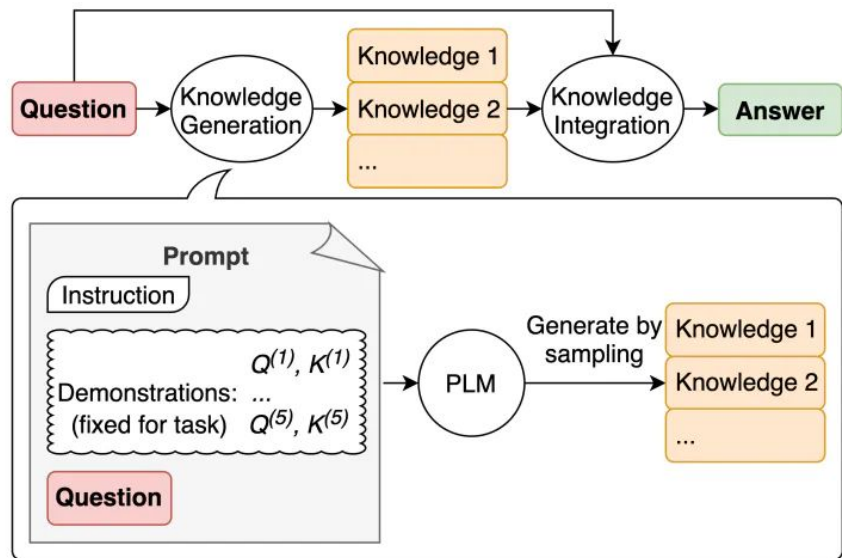 Question
Knowledge
Generation
Knowledge 1
Knowledge 2
...
Knowledge
Integration
Answer
Prompt
Instruction
Q(1), K(1)
Demonstrations: ...
(fixed for task) Q(5), K(5)
Question
PLM
Generate by
sampling
Knowledge 1
Knowledge 2
...